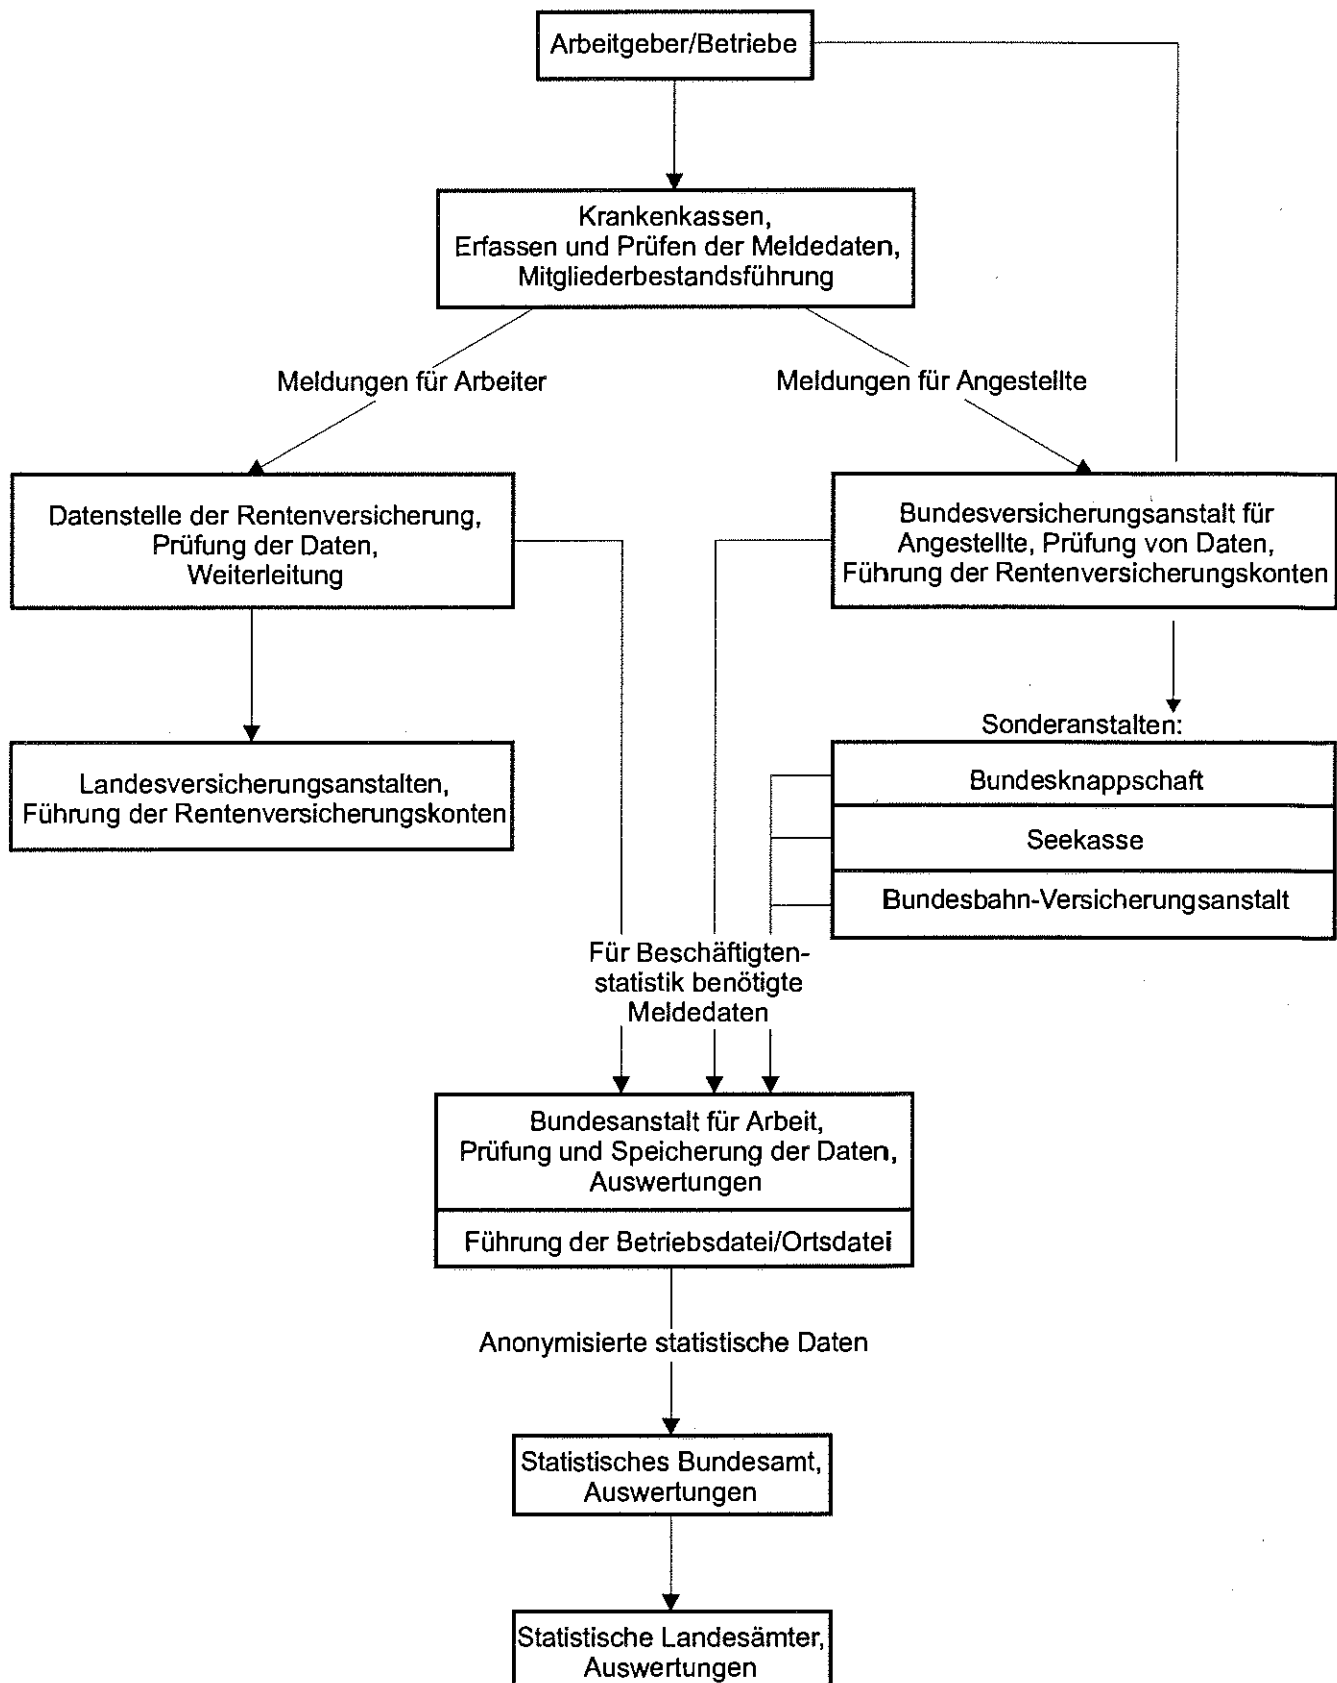 Arbeitgeber/Betriebe
Krankenkassen,
Erfassen und Prüfen der Meldedaten,
Mitgliederbestandsführung
Meldungen für Arbeiter
Meldungen für Angestellte
Datenstelle der Rentenversicherung,
Prüfung der Daten,
Weiterleitung
Bundesversicherungsanstalt für
Angestellte, Prüfung von Daten,
Führung der Rentenversicherungskonten
Landesversicherungsanstalten,
Führung der Rentenversicherungskonten
Sonderanstalten:
Bundesknappschaft
Seekasse
Bundesbahn-Versicherungsanstalt
Für Beschäftigten-
statistik benötigte
Meldedaten
Bundesanstalt für Arbeit,
Prüfung und Speicherung der Daten,
Auswertungen
Führung der Betriebsdatei/Ortsdatei
Anonymisierte statistische Daten
Statistisches Bundesamt,
Auswertungen
Statistische Landesämter,
Auswertungen